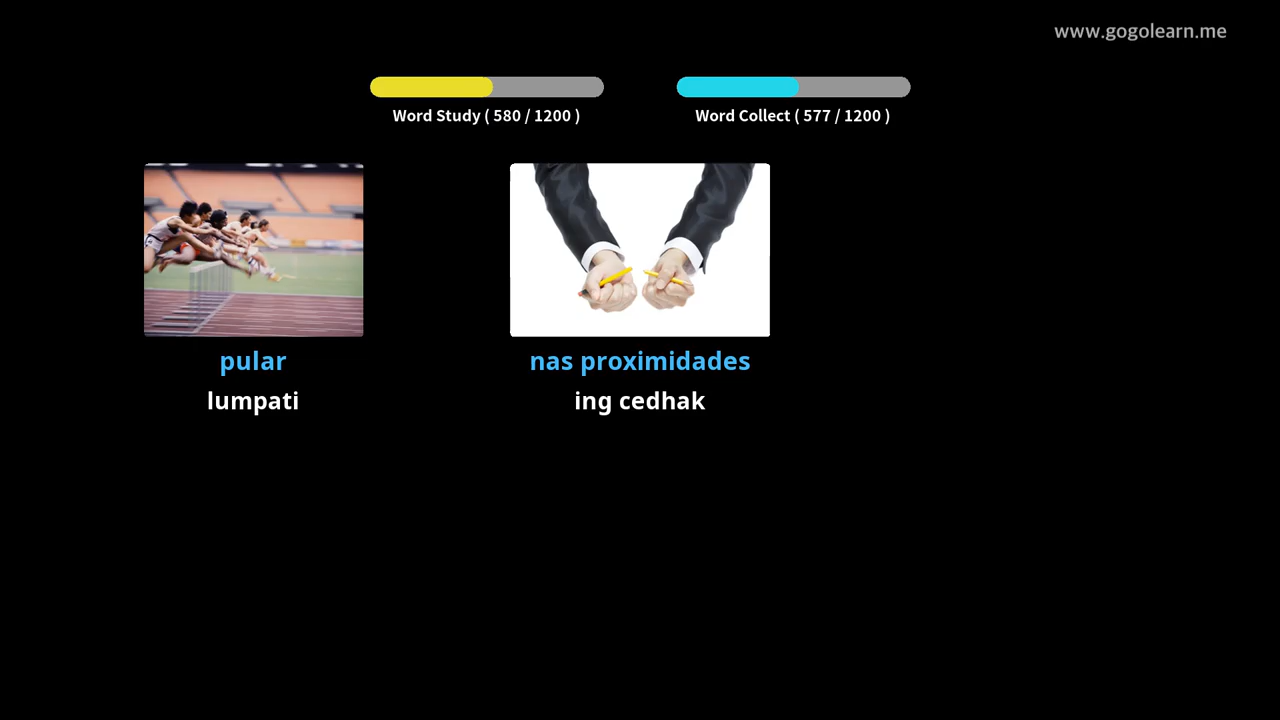 www.gogolearn.me
Word Study ( 580 / 1200 )
Word Collect ( 577 / 1200 )
pular
lumpati
nas proximidades
ing cedhak